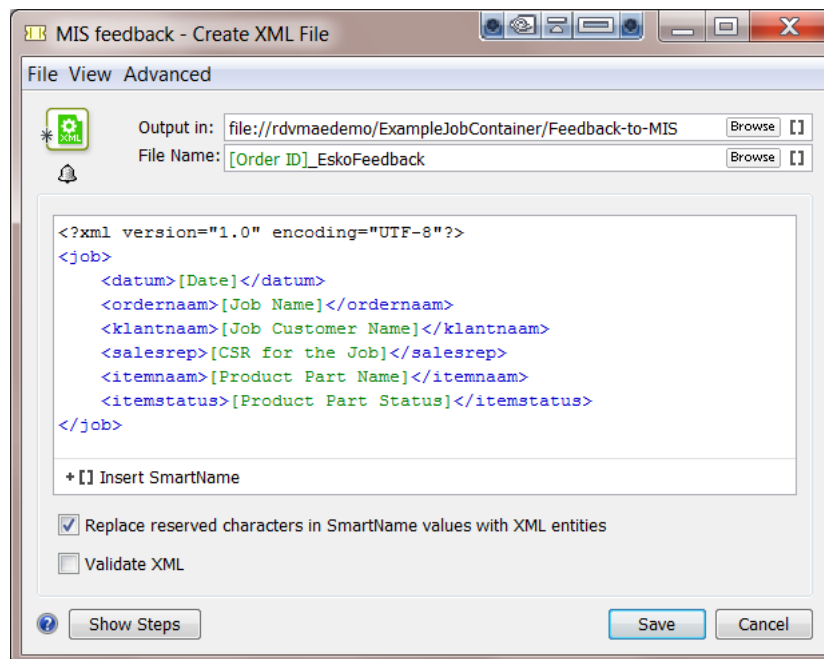 MIS feedback - Create XML File
File View Advanced
XML
Output in: file://rdvmaedemo/ExampleJobContainer/Feedback-to-MIS Browse []
File Name: [Order ID]_EskoFeedback Browse []
<?xml version="1.0" encoding="UTF-8"?>
<job>
    <datum>[Date]</datum>
    <ordernaam>[Job Name]</ordernaam>
    <klantnaam>[Job Customer Name]</klantnaam>
    <salesrep>[CSR for the Job]</salesrep>
    <itemnaam>[Product Part Name]</itemnaam>
    <itemstatus>[Product Part Status]</itemstatus>
</job>
+ [] Insert SmartName
Replace reserved characters in SmartName values with XML entities
Validate XML
? Show Steps Save Cancel